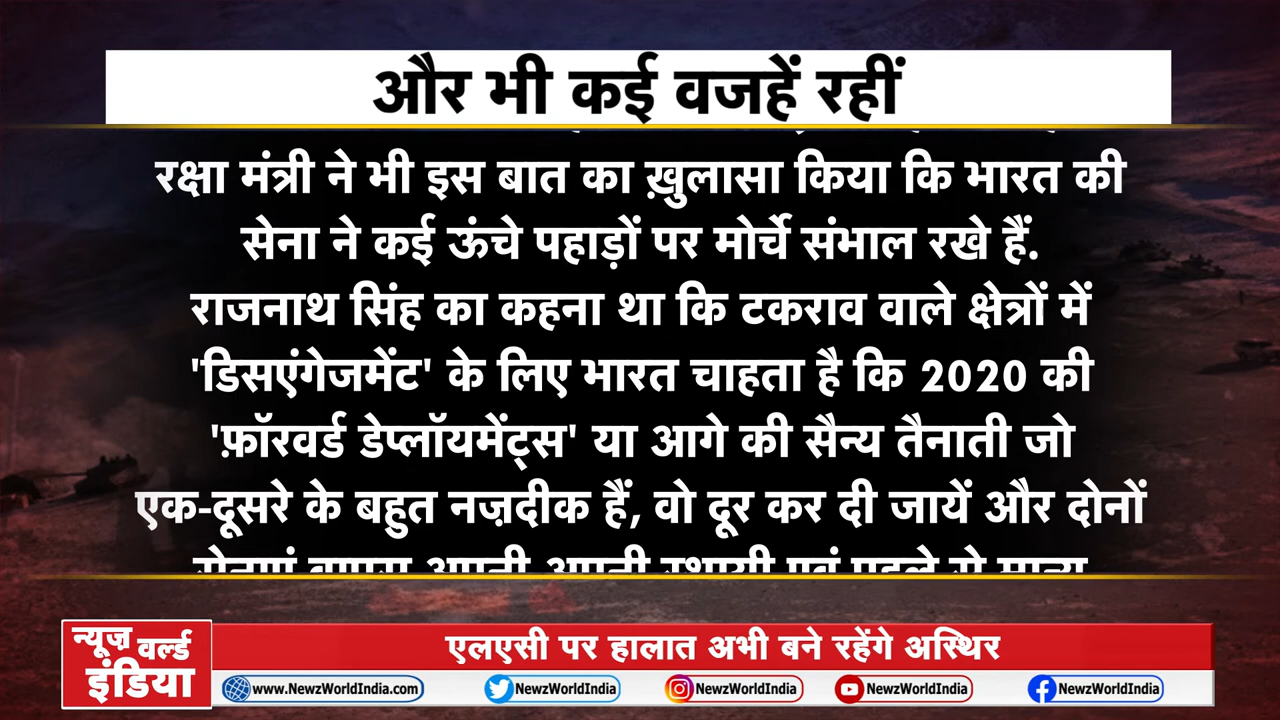 और भी कई वजहें रहीं
रक्षा मंत्री ने भी इस बात का ख़ुलासा किया कि भारत की
सेना ने कई ऊंचे पहाड़ों पर मोर्चे संभाल रखे हैं.
राजनाथ सिंह का कहना था कि टकराव वाले क्षेत्रों में
'डिसएंगेजमेंट' के लिए भारत चाहता है कि 2020 की
'फ़ॉरवर्ड डेप्लॉयमेंट्स' या आगे की सैन्य तैनाती जो
एक-दूसरे के बहुत नज़दीक हैं, वो दूर कर दी जायें और दोनों
न्यूज़ वर्ल्ड
इंडिया
एलएसी पर हालात अभी बने रहेंगे अस्थिर
www.NewzWorldIndia.com NewzWorldIndia NewzWorldIndia NewzWorldIndia NewzWorldIndia